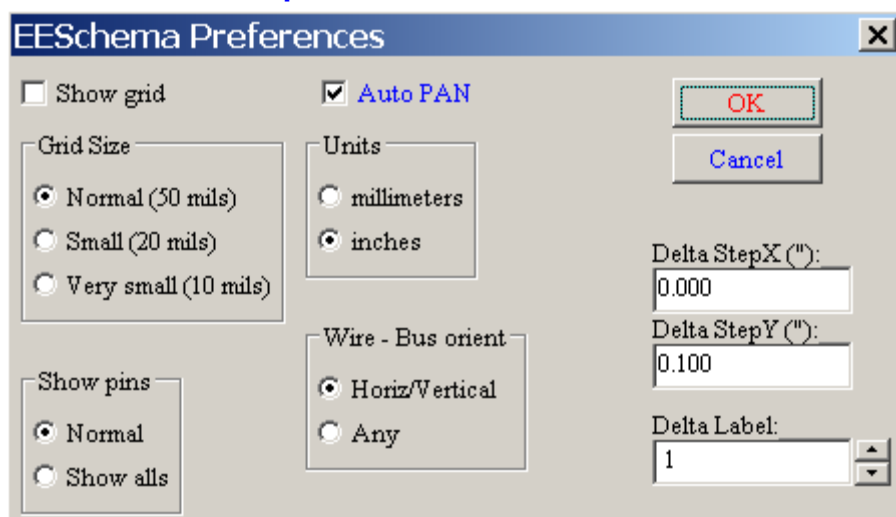 EESchema Preferences
Show grid
Auto PAN
OK
Cancel
Grid Size
Normal (50 mils)
Small (20 mils)
Very small (10 mils)
Units
millimeters
inches
Delta StepX ("):
0.000
Delta StepY ("):
0.100
Wire - Bus orient
Horiz/Vertical
Any
Show pins
Normal
Show alls
Delta Label:
1